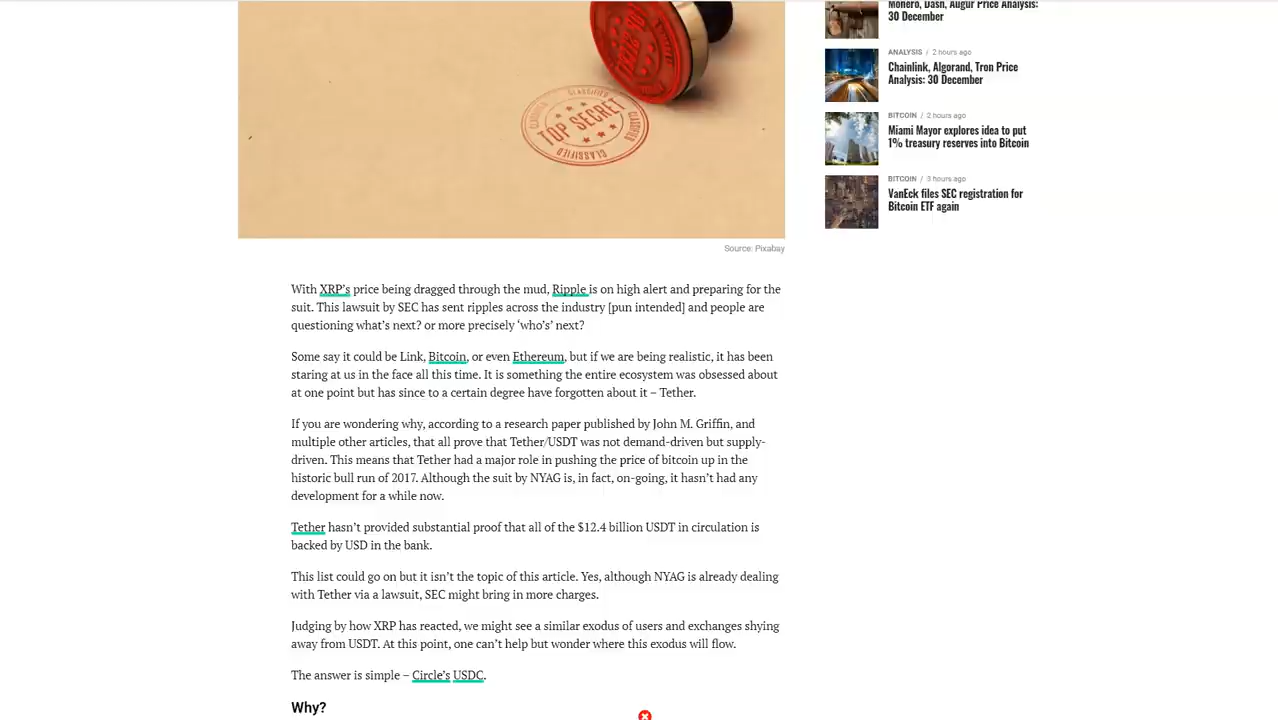 CLASSIFIED
TOP SECRET
CLASSIFIED
Source: Pixabay
With XRP's price being dragged through the mud, Ripple is on high alert and preparing for the
suit. This lawsuit by SEC has sent ripples across the industry [pun intended] and people are
questioning what's next? or more precisely ‘who's’ next?
Some say it could be Link, Bitcoin, or even Ethereum, but if we are being realistic, it has been
staring at us in the face all this time. It is something the entire ecosystem was obsessed about
at one point but has since to a certain degree have forgotten about it – Tether.
If you are wondering why, according to a research paper published by John M. Griffin, and
multiple other articles, that all prove that Tether/USDT was not demand-driven but supply-
driven. This means that Tether had a major role in pushing the price of bitcoin up in the
historic bull run of 2017. Although the suit by NYAG is, in fact, on-going, it hasn't had any
development for a while now.
Tether hasn't provided substantial proof that all of the $12.4 billion USDT in circulation is
backed by USD in the bank.
This list could go on but it isn't the topic of this article. Yes, although NYAG is already dealing
with Tether via a lawsuit, SEC might bring in more charges.
Judging by how XRP has reacted, we might see a similar exodus of users and exchanges shying
away from USDT. At this point, one can't help but wonder where this exodus will flow.
The answer is simple – Circle's USDC.
Why?
Monero, Dash, Augur Price Analysis:
30 December
ANALYSIS / 2 hours ago
Chainlink, Algorand, Tron Price
Analysis: 30 December
BITCOIN / 2 hours ago
Miami Mayor explores idea to put
1% treasury reserves into Bitcoin
BITCOIN / 3 hours ago
VanEck files SEC registration for
Bitcoin ETF again